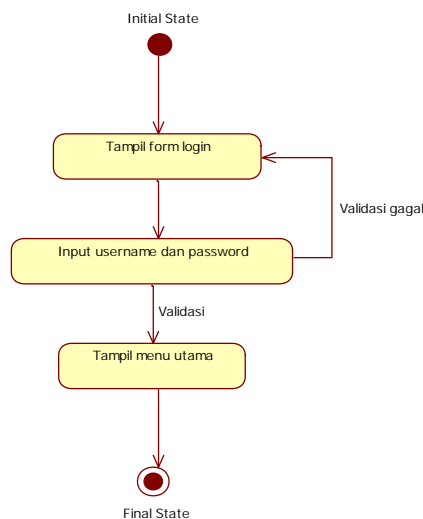 Initial State
Tampil form login
Validasi gagal
Input username dan password
Validasi
Tampil menu utama
Final State